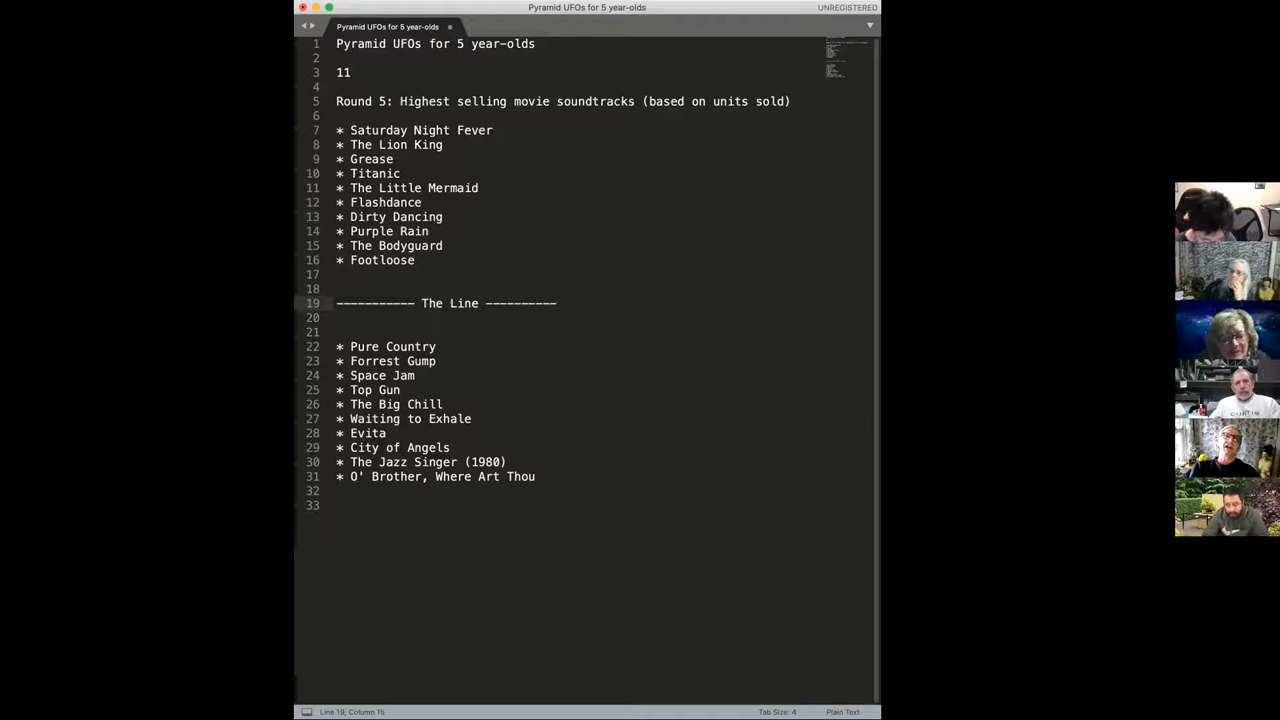 Pyramid UFOs for 5 year-olds
UNREGISTERED
Pyramid UFOs for 5 year-olds
1 Pyramid UFOs for 5 year-olds
2
3 11
4
5 Round 5: Highest selling movie soundtracks (based on units sold)
6
7 * Saturday Night Fever
8 * The Lion King
9 * Grease
10 * Titanic
11 * The Little Mermaid
12 * Flashdance
13 * Dirty Dancing
14 * Purple Rain
15 * The Bodyguard
16 * Footloose
17
18
19 ----------- The Line ----------
20
21
22 * Pure Country
23 * Forrest Gump
24 * Space Jam
25 * Top Gun
26 * The Big Chill
27 * Waiting to Exhale
28 * Evita
29 * City of Angels
30 * The Jazz Singer (1980)
31 * O' Brother, Where Art Thou
32
33
Line 19, Column 15
Tab Size: 4
Plain Text